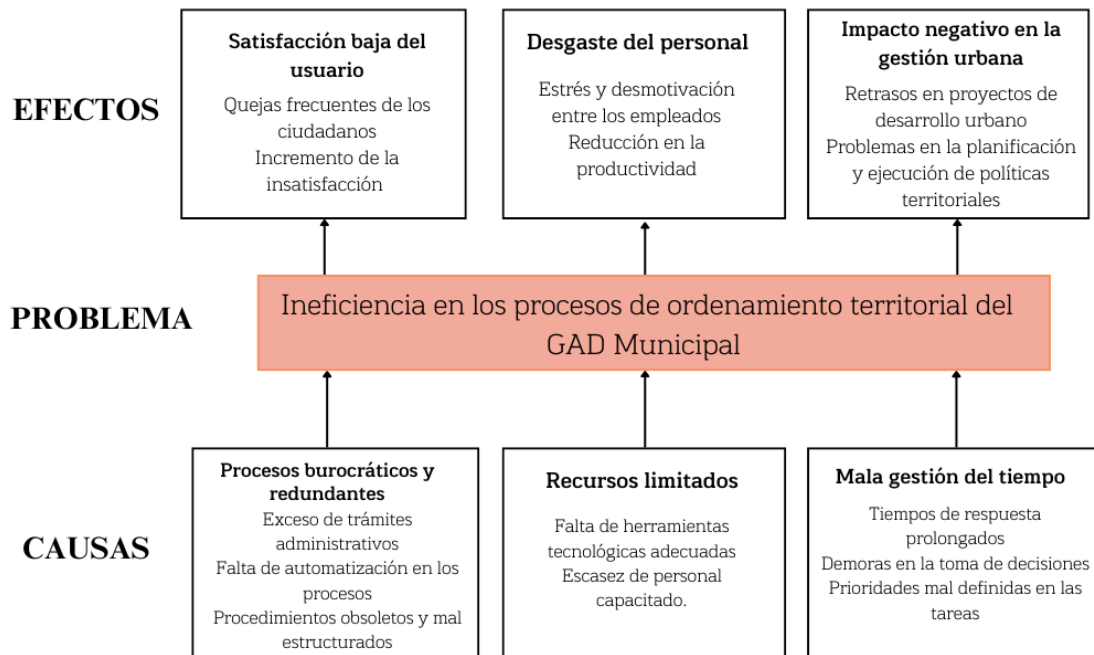 EFECTOS
Satisfacción baja del
usuario
Quejas frecuentes de los
ciudadanos
Incremento de la
insatisfacción
Desgaste del personal
Estrés y desmotivación
entre los empleados
Reducción en la
productividad
Impacto negativo en la
gestión urbana
Retrasos en proyectos de
desarrollo urbano
Problemas en la planificación
y ejecución de políticas
territoriales
PROBLEMA
Ineficiencia en los procesos de ordenamiento territorial del
GAD Municipal
CAUSAS
Procesos burocráticos y
redundantes
Exceso de trámites
administrativos
Falta de automatización en los
procesos
Procedimientos obsoletos y mal
estructurados
Recursos limitados
Falta de herramientas
tecnológicas adecuadas
Escasez de personal
capacitado.
Mala gestión del tiempo
Tiempos de respuesta
prolongados
Demoras en la toma de decisiones
Prioridades mal definidas en las
tareas